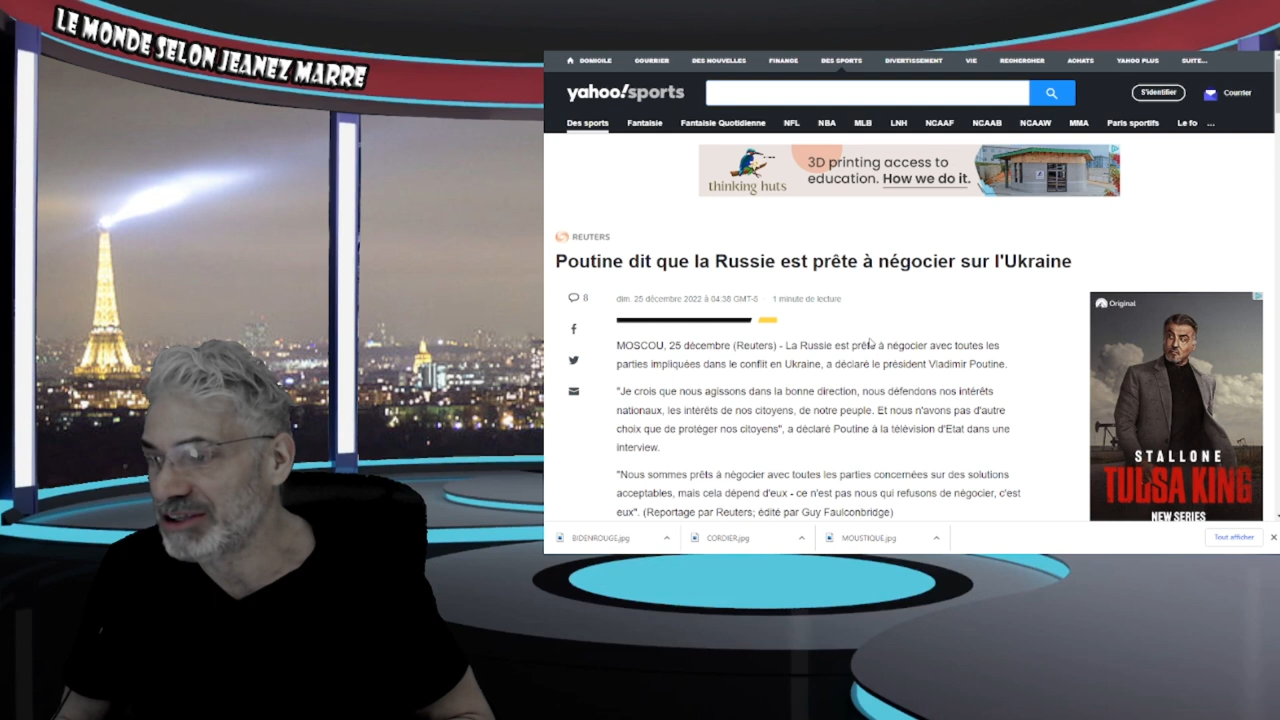 LE MONDE SELON JEANEZ MARRE
DOMICILE COURRIER DES NOUVELLES FINANCE DES SPORTS DIVERTISSEMENT VIE RECHERCHER ACHATS YAHOO PLUS SUITE...
yahoo!sports
S'identifier
Courrier
Des sports Fantaisie Fantaisie Quotidienne NFL NBA MLB LNH NCAAF NCAAB NCAAW MMA Paris sportifs Le fo ...
thinking huts
3D printing access to
education. How we do it.
REUTERS
Poutine dit que la Russie est prête à négocier sur l'Ukraine
8
dim. 25 décembre 2022 à 04:38 GMT-6 · 1 minute de lecture
MOSCOU, 25 décembre (Reuters) - La Russie est prête à négocier avec toutes les
parties impliquées dans le conflit en Ukraine, a déclaré le président Vladimir Poutine.
"Je crois que nous agissons dans la bonne direction, nous défendons nos intérêts
nationaux, les intérêts de nos citoyens, de notre peuple. Et nous n'avons pas d'autre
choix que de protéger nos citoyens", a déclaré Poutine à la télévision d'Etat dans une
interview.
"Nous sommes prêts à négocier avec toutes les parties concernées sur des solutions
acceptables, mais cela dépend d'eux - ce n'est pas nous qui refusons de négocier, c'est
eux". (Reportage par Reuters; édité par Guy Faulconbridge)
Original
STALLONE
TULSA KING
NEW SERIES
BIDENROUGE.jpg
CORDIER.jpg
MOUSTIQUE.jpg
Tout afficher